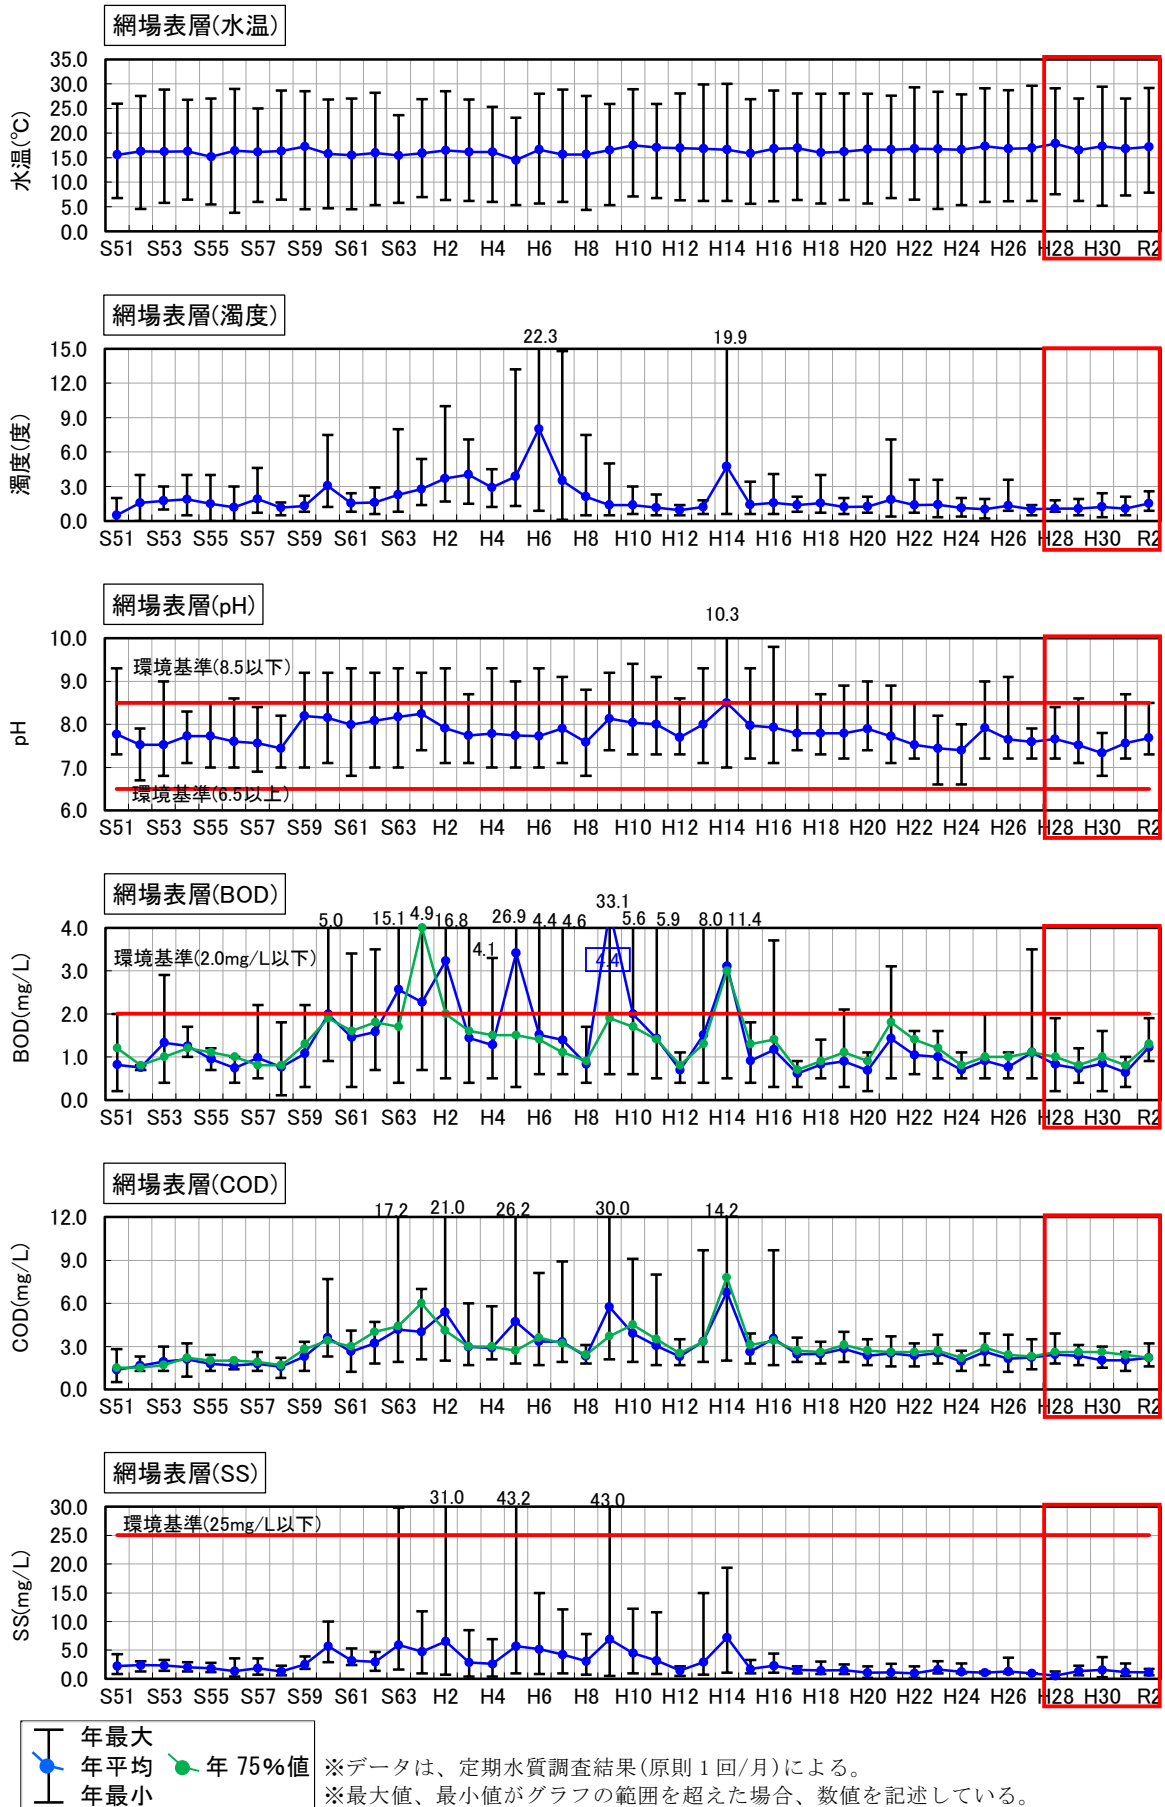 網場表層(水温)
35.0
30.0
25.0
20.0
15.0
10.0
5.0
0.0
水温(℃)
S51 S53 S55 S57 S59 S61 S63 H2 H4 H6 H8 H10 H12 H14 H16 H18 H20 H22 H24 H26 H28 H30 R2
網場表層(濁度)
22.3 19.9
15.0
12.0
9.0
6.0
3.0
0.0
濁度(度)
S51 S53 S55 S57 S59 S61 S63 H2 H4 H6 H8 H10 H12 H14 H16 H18 H20 H22 H24 H26 H28 H30 R2
網場表層(pH)
10.3
10.0
9.0
8.0
7.0
6.0
pH
環境基準(8.5以下)
環境基準(6.5以上)
S51 S53 S55 S57 S59 S61 S63 H2 H4 H6 H8 H10 H12 H14 H16 H18 H20 H22 H24 H26 H28 H30 R2
網場表層(BOD)
5.0 15.1 4.9 16.8 4.1 26.9 4.4 4.6 33.1 5.6 5.9 8.0 11.4
4.4
4.0
3.0
2.0
1.0
0.0
BOD(mg/L)
環境基準(2.0mg/L以下)
S51 S53 S55 S57 S59 S61 S63 H2 H4 H6 H8 H10 H12 H14 H16 H18 H20 H22 H24 H26 H28 H30 R2
網場表層(COD)
17.2 21.0 26.2 30.0 14.2
12.0
9.0
6.0
3.0
0.0
COD(mg/L)
S51 S53 S55 S57 S59 S61 S63 H2 H4 H6 H8 H10 H12 H14 H16 H18 H20 H22 H24 H26 H28 H30 R2
網場表層(SS)
31.0 43.2 43.0
30.0
25.0
20.0
15.0
10.0
5.0
0.0
SS(mg/L)
環境基準(25mg/L以下)
S51 S53 S55 S57 S59 S61 S63 H2 H4 H6 H8 H10 H12 H14 H16 H18 H20 H22 H24 H26 H28 H30 R2
年最大
年平均 年 75%値
年最小
※データは、定期水質調査結果(原則 1 回/月)による。
※最大値、最小値がグラフの範囲を超えた場合、数値を記述している。